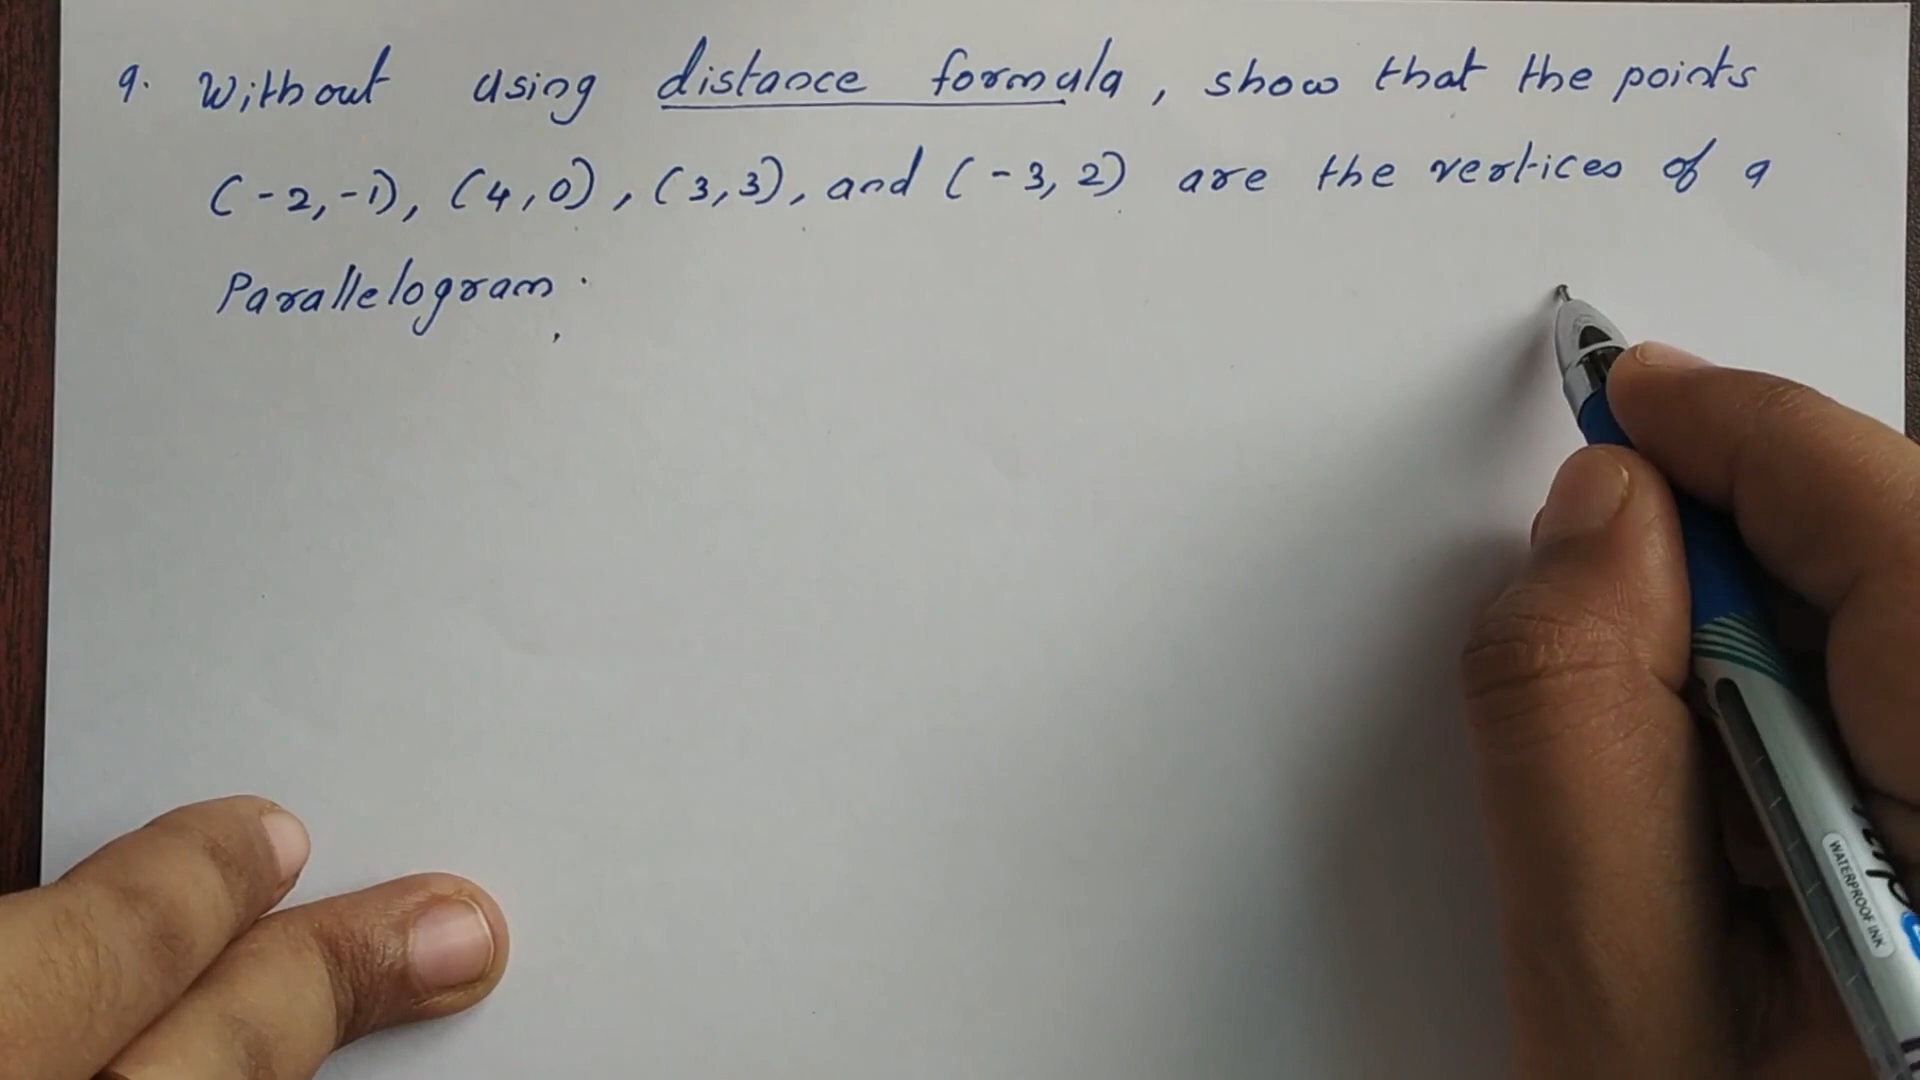 9. Without using distance formula, show that the points
(-2,-1), (4,0), (3,3), and (-3,2) are the vertices of a
Parallelogram.
WATERPROOF INK